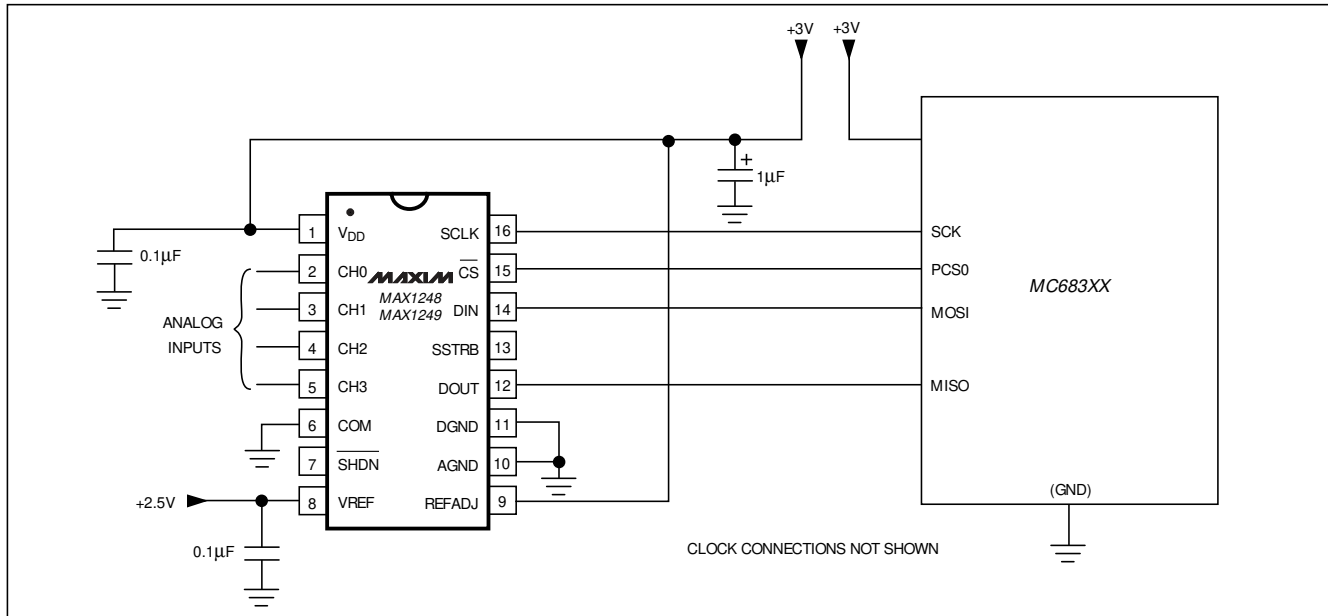 +3V +3V
+
1µF
0.1µF
1 VDD SCLK 16 SCK
2 CH0 MAXIM CS 15 PCS0
MAX1248
MAX1249
3 CH1 DIN 14 MOSI
MC683XX
ANALOG
INPUTS
4 CH2 SSTRB 13
5 CH3 DOUT 12 MISO
6 COM DGND 11
7 SHDN AGND 10
+2.5V 8 VREF REFADJ 9
(GND)
0.1µF
CLOCK CONNECTIONS NOT SHOWN